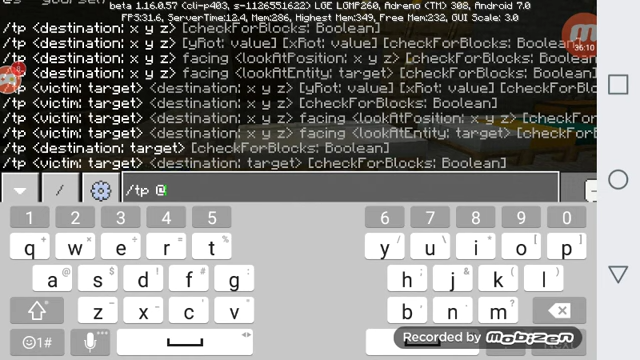 @s - yourself
beta 1.16.0.57 (cli-p403, s-1126551622) LGE LGMP260, Adreno (TM) 308, Android 7.0
FPS:31.6, ServerTime:12.4, Mem:286, Highest Mem:349, Free Mem:232, GUI Scale: 3.0
/tp <destination: x y z> [checkForBlocks: Boolean]
/tp <destination: x y z> [yRot: value] [xRot: value] [checkForBlocks: Boolean
/tp <destination: x y z> facing <lookAtPosition: x y z> [checkForBlocks:
/tp <destination: x y z> facing <lookAtEntity: target> [checkForBlocks:
/tp <victim: target> <destination: x y z> [yRot: value] [xRot: value]
/tp <victim: target> <destination: x y z> [checkForBlocks: Boolean]
/tp <victim: target> <destination: x y z> facing <lookAtPosition: x y z>
/tp <victim: target> <destination: x y z> facing <lookAtEntity: target> [checkFor
/tp <destination: target> [checkForBlocks: Boolean]
/tp <victim: target> <destination: target> [checkForBlocks: Boolean]
36:10
/ /tp @
1 2 3 4 5 6 7 8 9 0
q w e r t y u i o p
a s d f g h j k l
z x c v b n m
!☺1#
Recorded by Mobizen